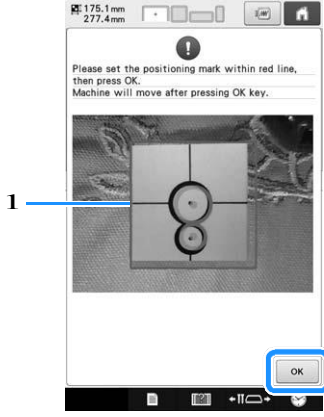 175.1mm
277.4mm
Please set the positioning mark within red line,
then press OK.
Machine will move after pressing OK key.
1
OK